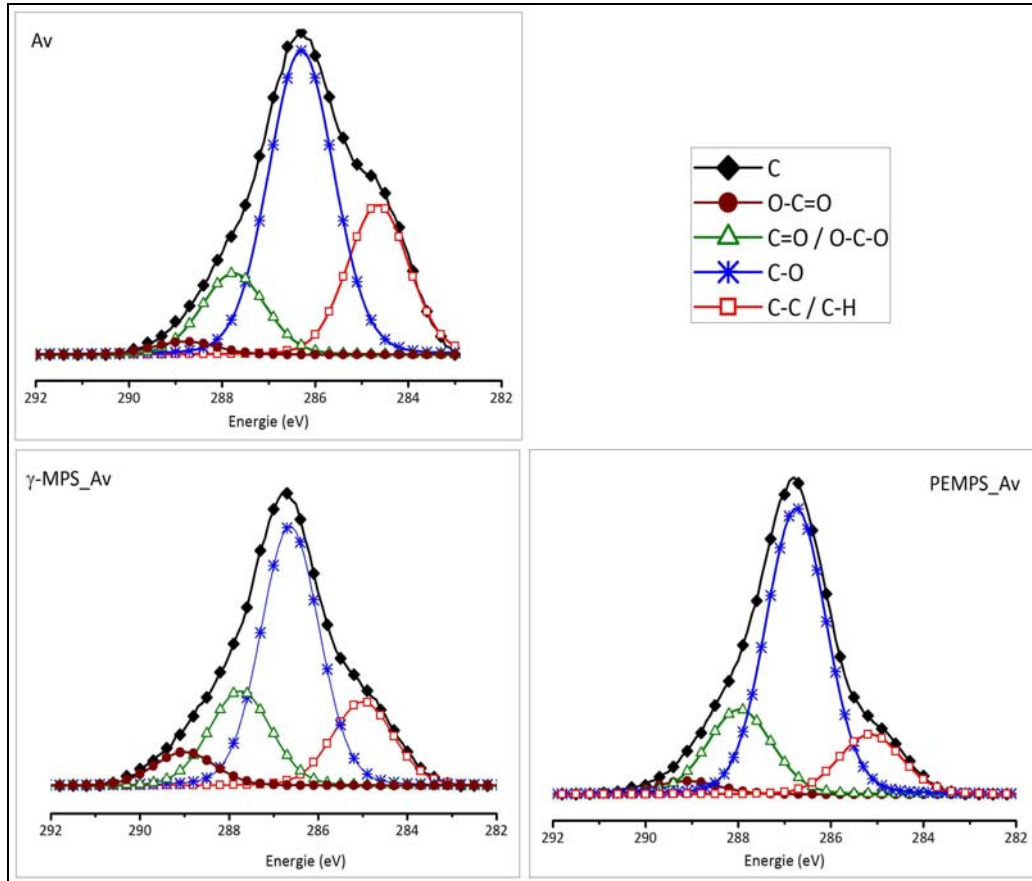 Av
292 290 288 286 284 282
Energie (eV)
C
O-C=O
C=O / O-C-O
C-O
C-C / C-H
γ-MPS_Av
292 290 288 286 284 282
Energie (eV)
PEMPS_Av
292 290 288 286 284 282
Energie (eV)